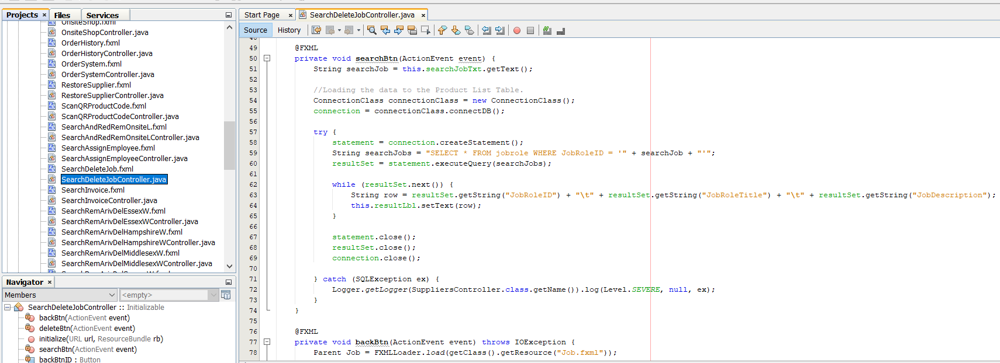 Projects × Files Services
OnsiteShop.fxml
OnsiteShopController.java
OrderHistory.fxml
OrderHistoryController.java
OrderSystem.fxml
OrderSystemController.java
RestoreSupplier.fxml
RestoreSupplierController.java
ScanQRProductCode.fxml
ScanQRProductCodeController.java
SearchAndRedRemOnsiteL.fxml
SearchAndRedRemOnsiteLController.java
SearchAssignEmployee.fxml
SearchAssignEmployeeController.java
SearchDeleteJob.fxml
SearchDeleteJobController.java
SearchInvoice.fxml
SearchInvoiceController.java
SearchRemArivDelEssexW.fxml
SearchRemArivDelEssexWController.java
SearchRemArivDelHampshireW.fxml
SearchRemArivDelHampshireWController.java
SearchRemArivDelMiddlesexW.fxml
SearchRemArivDelMiddlesexWController.java
Navigator ×
Members <empty>
SearchDeleteJobController :: Initializable
backBtn(ActionEvent event)
deleteBtn(ActionEvent event)
initialize(URL url, ResourceBundle rb)
searchBtn(ActionEvent event)
backBtnID : Button
Start Page × SearchDeleteJobController.java ×
Source History
48
49 @FXML
50 private void searchBtn(ActionEvent event) {
51 String searchJob = this.searchJobTxt.getText();
52
53 //Loading the data to the Product List Table.
54 ConnectionClass connectionClass = new ConnectionClass();
55 connection = connectionClass.connectDB();
56
57 try {
58 statement = connection.createStatement();
59 String searchJobs = "SELECT * FROM jobrole WHERE JobRoleID = '" + searchJob + "'";
60 resultSet = statement.executeQuery(searchJobs);
61
62 while (resultSet.next()) {
63 String row = resultSet.getString("JobRoleID") + "\t" + resultSet.getString("JobRoleTitle") + "\t" + resultSet.getString("JobDescription");
64 this.resultLbl.setText(row);
65 }
66
67 statement.close();
68 resultSet.close();
69 connection.close();
70
71 } catch (SQLException ex) {
72 Logger.getLogger(SuppliersController.class.getName()).log(Level.SEVERE, null, ex);
73 }
74 }
75
76 @FXML
77 private void backBtn(ActionEvent event) throws IOException {
78 Parent Job = FXMLLoader.load(getClass().getResource("Job.fxml"));